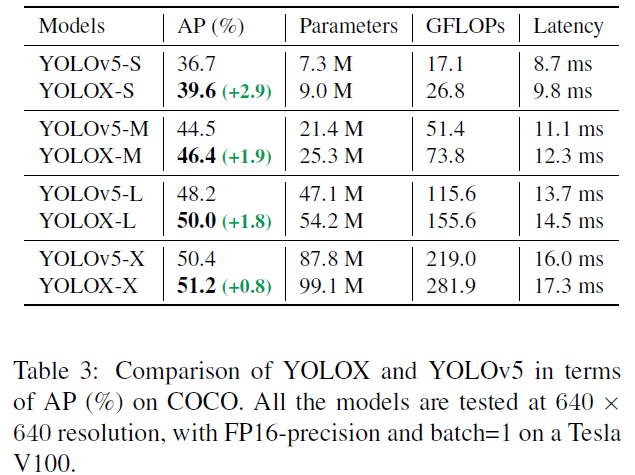 Models AP (%) Parameters GFLOPs Latency
YOLOv5-S 36.7 7.3 M 17.1 8.7 ms
YOLOX-S 39.6 (+2.9) 9.0 M 26.8 9.8 ms
YOLOv5-M 44.5 21.4 M 51.4 11.1 ms
YOLOX-M 46.4 (+1.9) 25.3 M 73.8 12.3 ms
YOLOv5-L 48.2 47.1 M 115.6 13.7 ms
YOLOX-L 50.0 (+1.8) 54.2 M 155.6 14.5 ms
YOLOv5-X 50.4 87.8 M 219.0 16.0 ms
YOLOX-X 51.2 (+0.8) 99.1 M 281.9 17.3 ms
Table 3: Comparison of YOLOX and YOLOv5 in terms
of AP (%) on COCO. All the models are tested at 640 ×
640 resolution, with FP16-precision and batch=1 on a Tesla
V100.